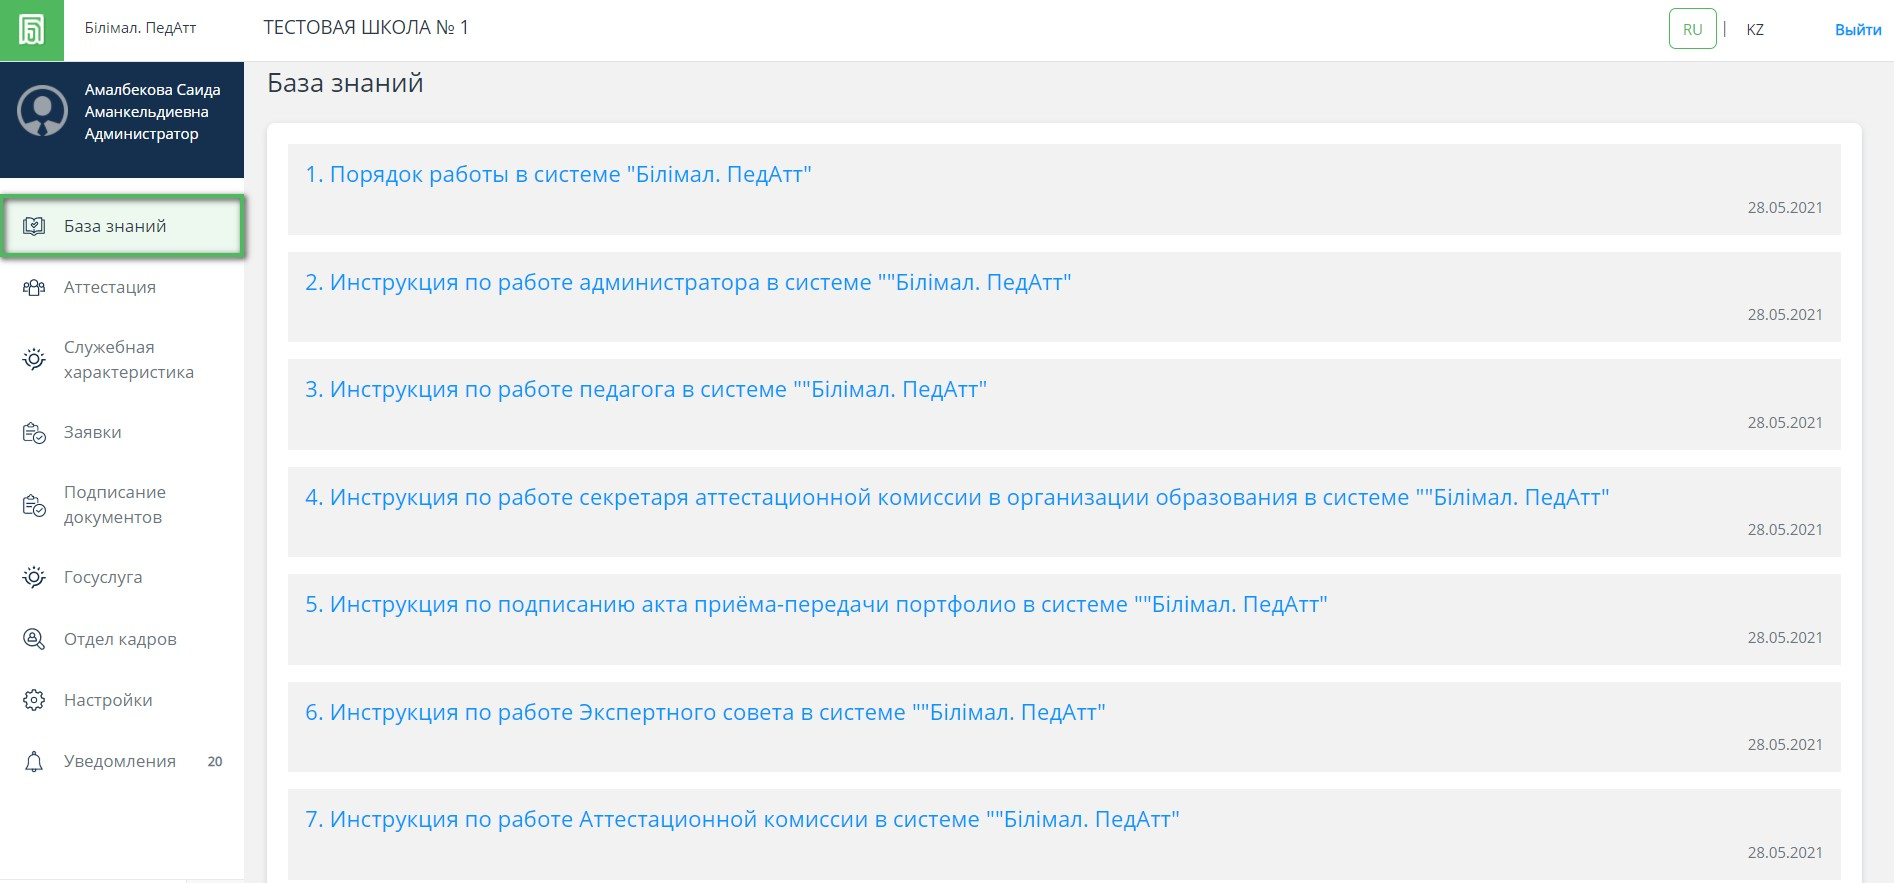 Білімал. ПедАтт
ТЕСТОВАЯ ШКОЛА № 1
RU | KZ
Выйти
Амалбекова Саида
Аманкельдиевна
Администратор
База знаний
Аттестация
Служебная
характеристика
Заявки
Подписание
документов
Госуслуга
Отдел кадров
Настройки
Уведомления 20
База знаний
1. Порядок работы в системе "Білімал. ПедАтт"
28.05.2021
2. Инструкция по работе администратора в системе ""Білімал. ПедАтт"
28.05.2021
3. Инструкция по работе педагога в системе ""Білімал. ПедАтт"
28.05.2021
4. Инструкция по работе секретаря аттестационной комиссии в организации образования в системе ""Білімал. ПедАтт"
28.05.2021
5. Инструкция по подписанию акта приёма-передачи портфолио в системе ""Білімал. ПедАтт"
28.05.2021
6. Инструкция по работе Экспертного совета в системе ""Білімал. ПедАтт"
28.05.2021
7. Инструкция по работе Аттестационной комиссии в системе ""Білімал. ПедАтт"
28.05.2021